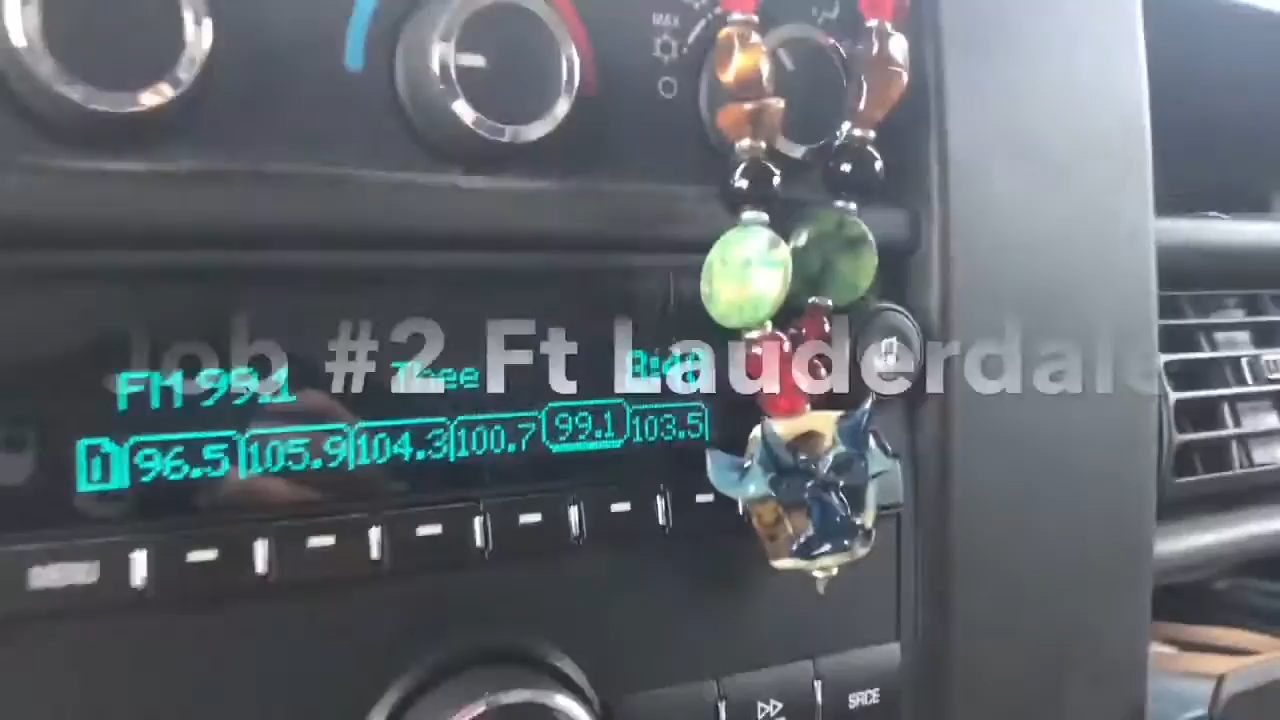 MAX
Job #2 Ft Lauderdale
FM 99.1
96.5 105.9 104.3 100.7 99.1 103.5
MENU
SRCE